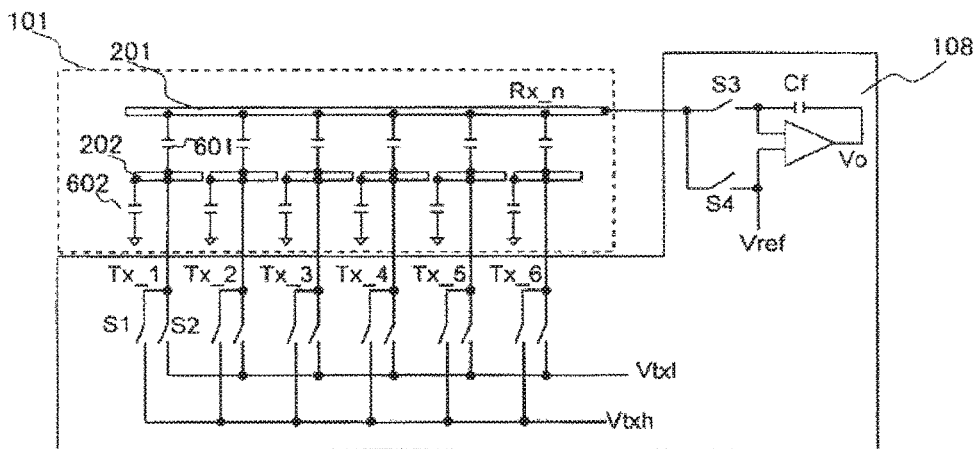 101
201
108
Rx_n
S3
Cf
601
202
602
Vo
S4
Vref
Tx_1 Tx_2 Tx_3 Tx_4 Tx_5 Tx_6
S1 S2
Vtxl
Vtxh